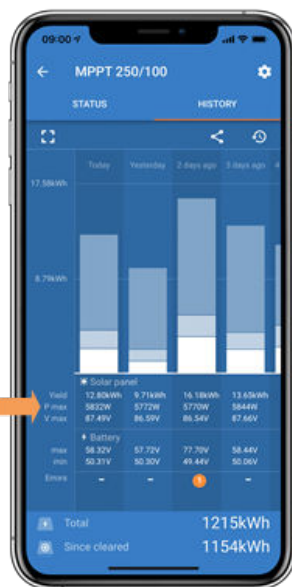 09:00
MPPT 250/100
STATUS HISTORY
Today Yesterday 2 days ago 3 days ago 4
17.58kWh
8.79kWh
Solar panel
Yield 12.80kWh 9.71kWh 16.18kWh 13.65kWh
P max 5832W 5772W 5770W 5844W
V max 87.49V 86.59V 86.54V 87.66V
Battery
max 58.32V 57.72V 77.70V 58.44V
min 50.31V 50.30V 49.44V 50.06V
Errors - - 1 -
Total 1215kWh
Since cleared 1154kWh